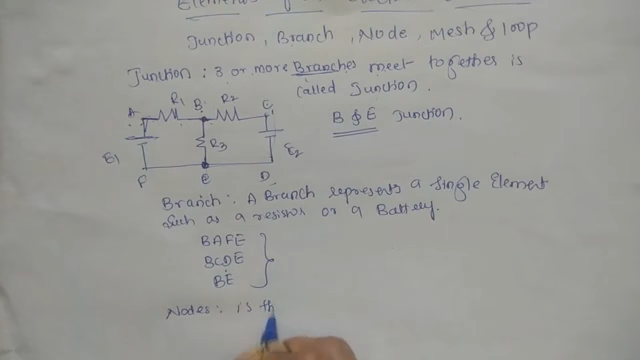 Elements
Junction, Branch, Node, Mesh & loop
Junction : 3 or more Branches meet together is
called Junction.
A R1 B R2 C
B & E Junction.
E1 R3 E2
F E D
Branch : A Branch represents a single Element
such as a resistor or a Battery.
BAFE
BCDE
BE
Nodes : is th